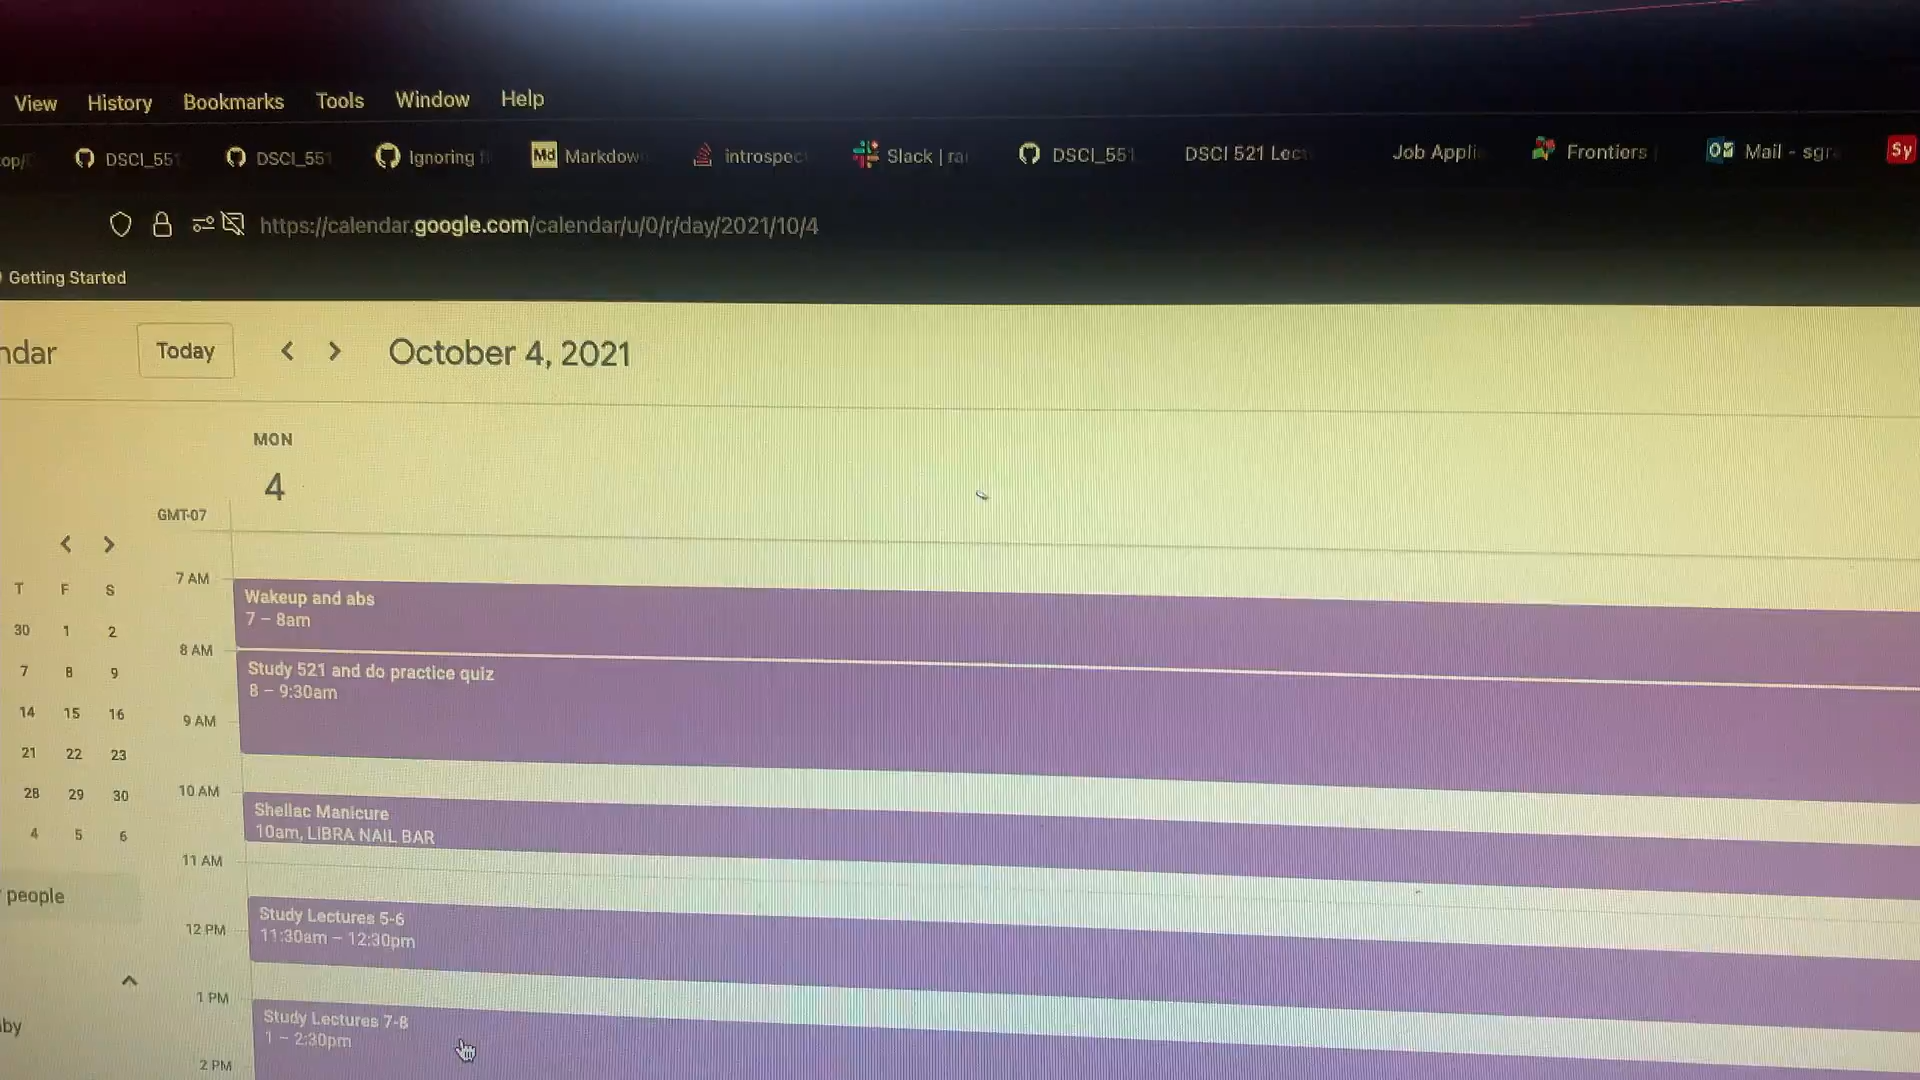 View History Bookmarks Tools Window Help
DSCI_551 DSCI_551 Ignoring Md Markdow introspec Slack | ra DSCI_551 DSCI 521 Lec Job Appli Frontiers Mail - sgr Sy
https://calendar.google.com/calendar/u/0/r/day/2021/10/4
Getting Started
ndar Today October 4, 2021
MON
4
GMT-07
T F S
30 1 2
7 8 9
14 15 16
21 22 23
28 29 30
4 5 6
people
7 AM
Wakeup and abs
7 – 8am
8 AM
Study 521 and do practice quiz
8 – 9:30am
9 AM
10 AM
Shellac Manicure
10am, LIBRA NAIL BAR
11 AM
Study Lectures 5-6
11:30am – 12:30pm
12 PM
1 PM
Study Lectures 7-8
1 – 2:30pm
2 PM